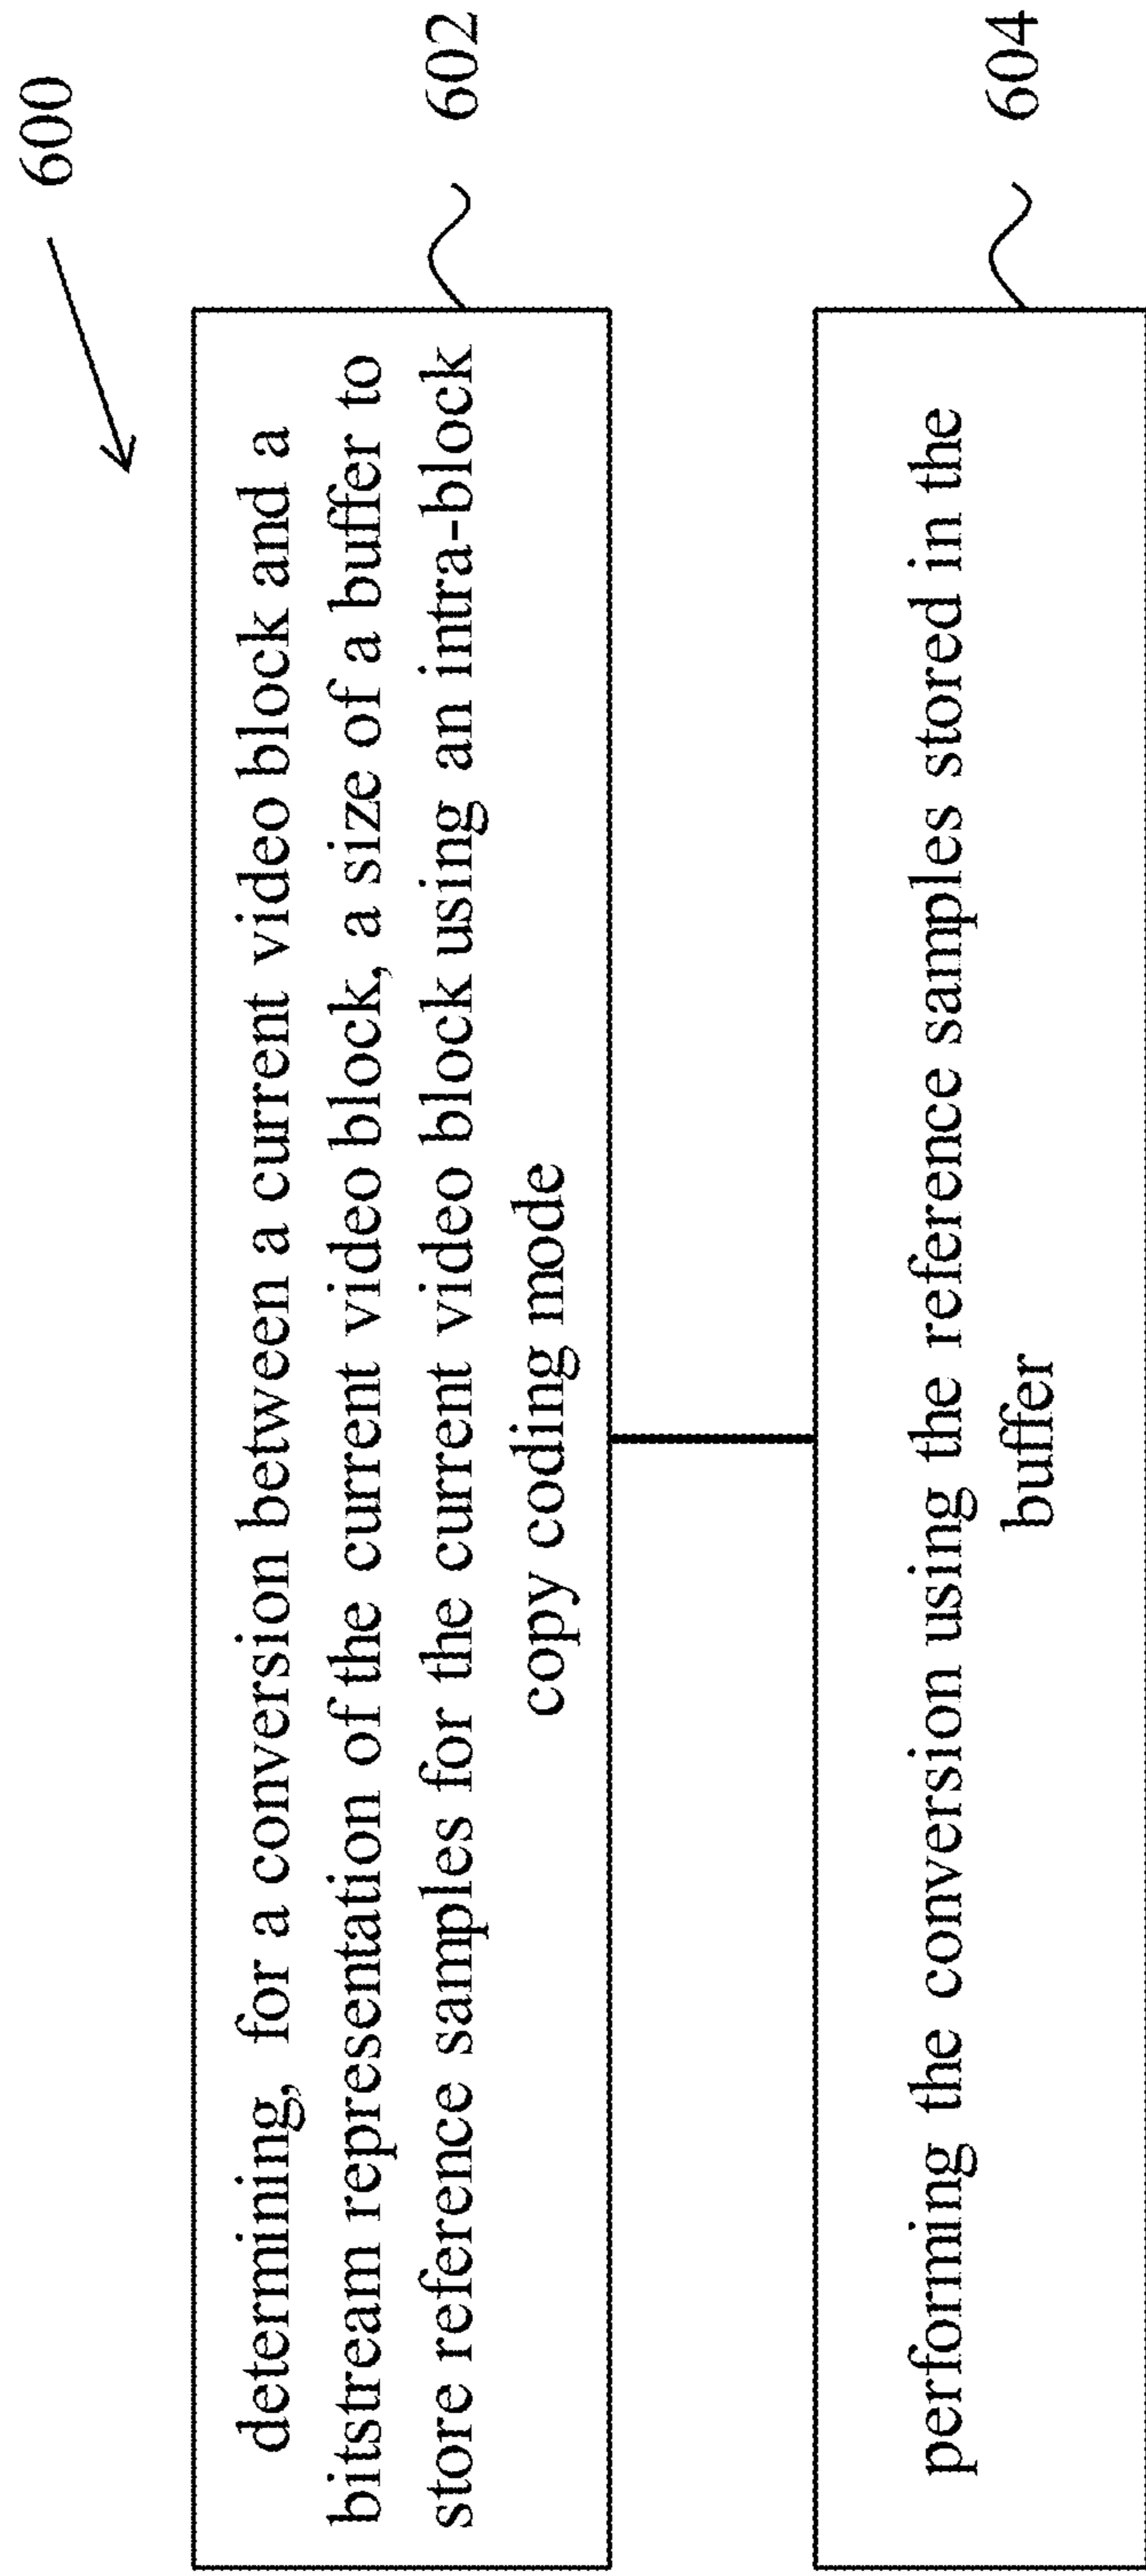 600
determining, for a conversion between a current video block and a
bitstream representation of the current video block, a size of a buffer to
store reference samples for the current video block using an intra-block
copy coding mode
602
performing the conversion using the reference samples stored in the
buffer
604